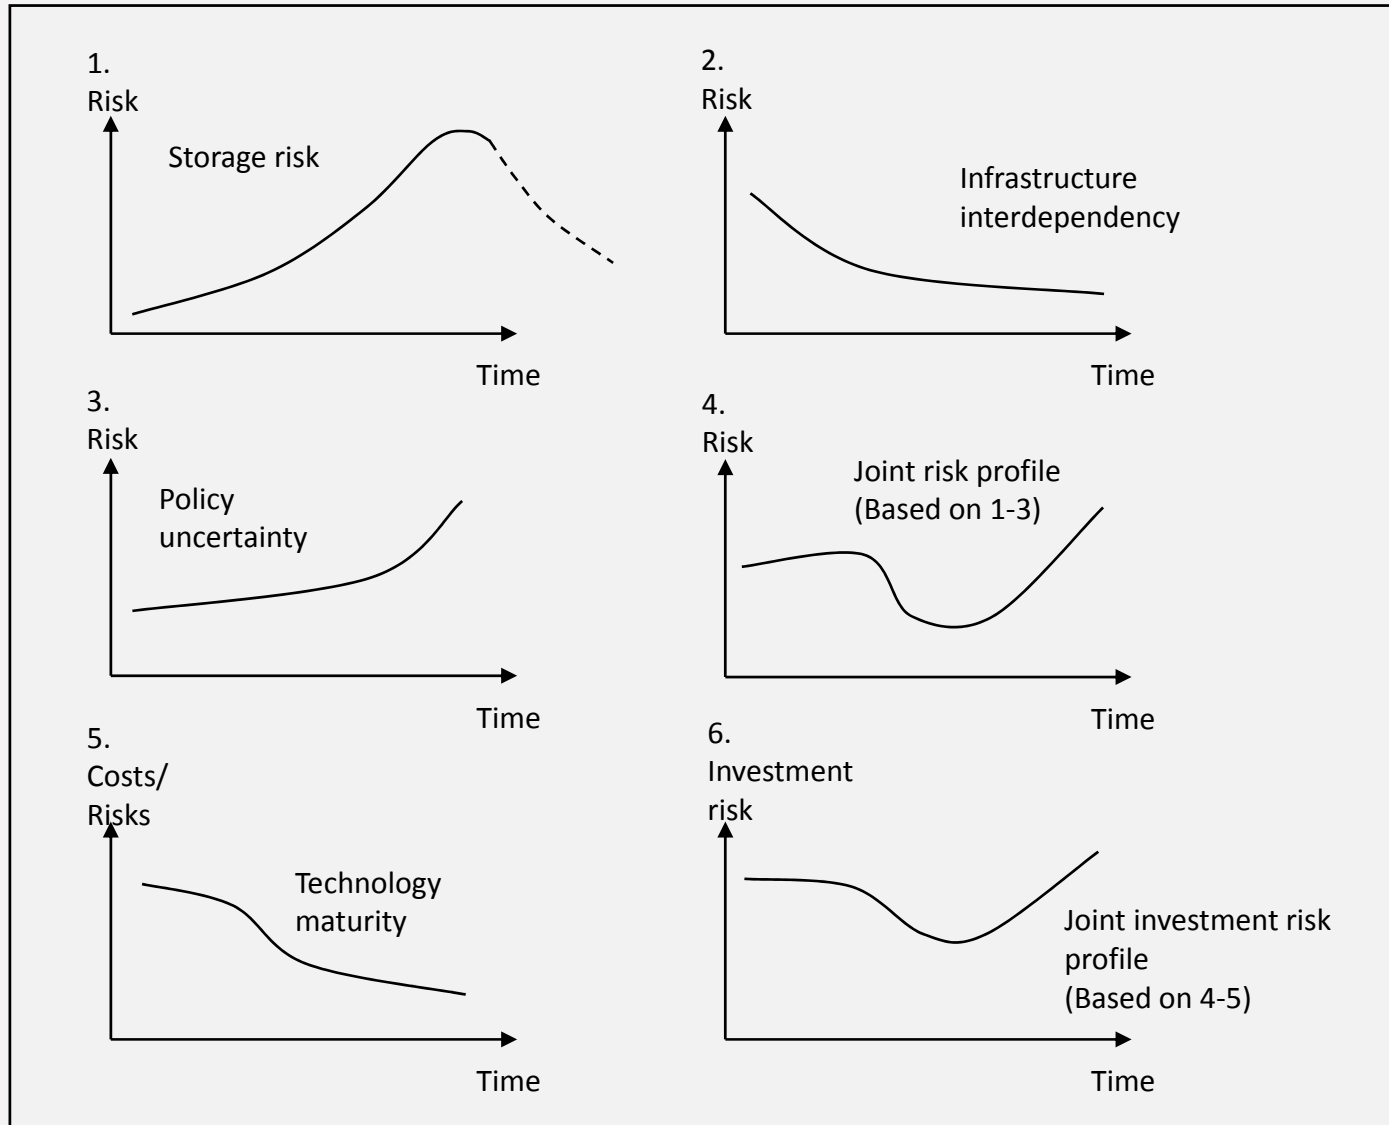 1.
Risk
Storage risk
Time
2.
Risk
Infrastructure
interdependency
Time
3.
Risk
Policy
uncertainty
Time
4.
Risk
Joint risk profile
(Based on 1-3)
Time
5.
Costs/
Risks
Technology
maturity
Time
6.
Investment
risk
Joint investment risk
profile
(Based on 4-5)
Time